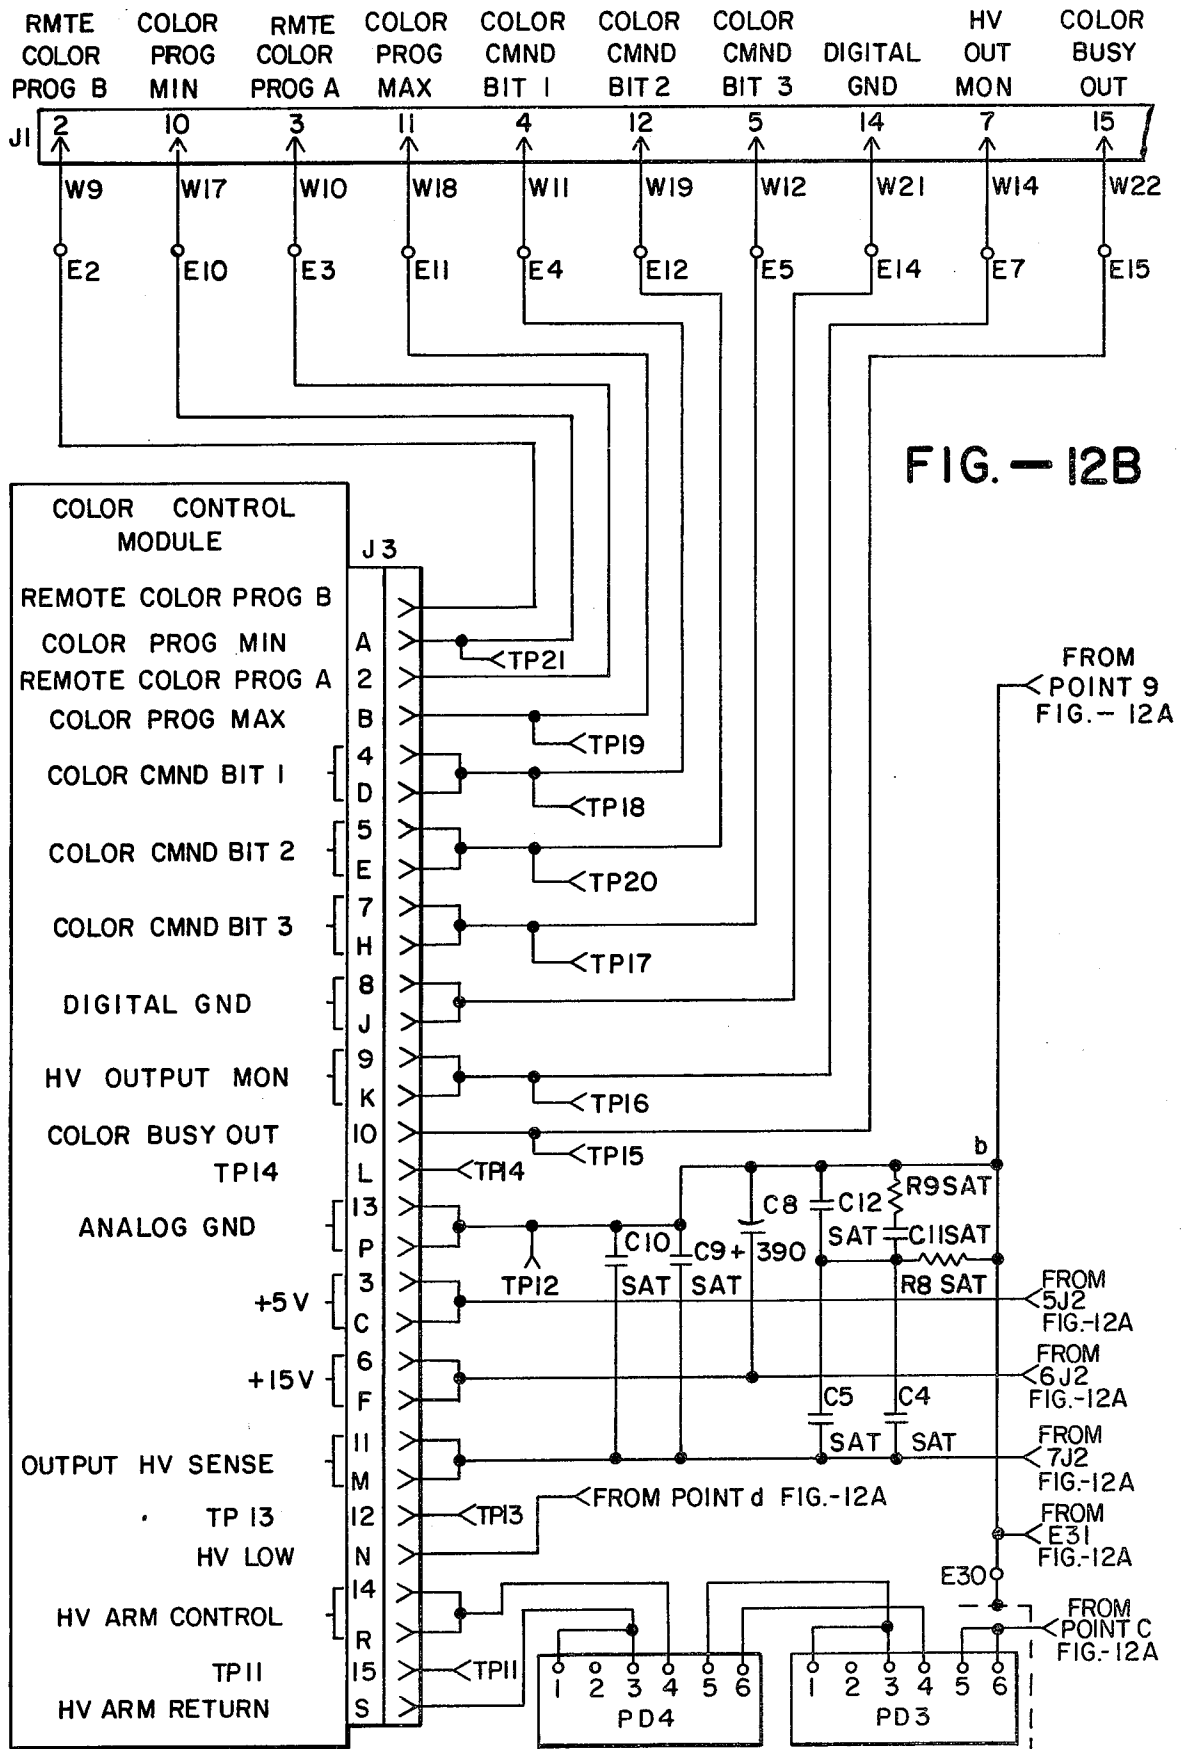 RMTE COLOR PROG B
COLOR PROG MIN
RMTE COLOR PROG A
COLOR PROG MAX
COLOR CMND BIT 1
COLOR CMND BIT 2
COLOR CMND BIT 3
DIGITAL GND
HV OUT MON
COLOR BUSY OUT
J1 2 10 3 11 4 12 5 14 7 15
W9 W17 W10 W18 W11 W19 W12 W21 W14 W22
E2 E10 E3 E11 E4 E12 E5 E14 E7 E15
FIG. — 12B
COLOR CONTROL
MODULE
J3
REMOTE COLOR PROG B
COLOR PROG MIN A
TP21
REMOTE COLOR PROG A 2
COLOR PROG MAX B
TP19
COLOR CMND BIT 1 4 D
TP18
COLOR CMND BIT 2 5 E
TP20
COLOR CMND BIT 3 7 H
TP17
DIGITAL GND 8 J
HV OUTPUT MON 9 K
TP16
COLOR BUSY OUT 10
TP15
TP14 L TP14
ANALOG GND 13 P
TP12
+5V 3 C
+15V 6 F
OUTPUT HV SENSE 11 M
TP 13 12 TP13
HV LOW N
FROM POINT d FIG.-12A
HV ARM CONTROL 14 R
TP11 15 TP11
HV ARM RETURN S
FROM
POINT 9
FIG.- 12A
b
C10
SAT
C9+
SAT
C8
390
C12
SAT
R9 SAT
C11 SAT
R8 SAT
C5
SAT
C4
SAT
FROM
5J2
FIG.-12A
FROM
6J2
FIG.-12A
FROM
7J2
FIG.-12A
FROM
E31
FIG.-12A
E30
FROM
POINT C
FIG.-12A
1 2 3 4 5 6
PD4
1 2 3 4 5 6
PD3